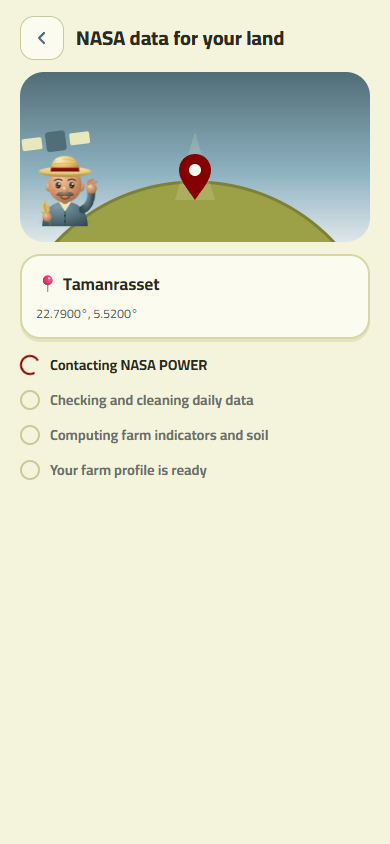 NASA data for your land
Tamanrasset
22.7900°, 5.5200°
Contacting NASA POWER
Checking and cleaning daily data
Computing farm indicators and soil
Your farm profile is ready